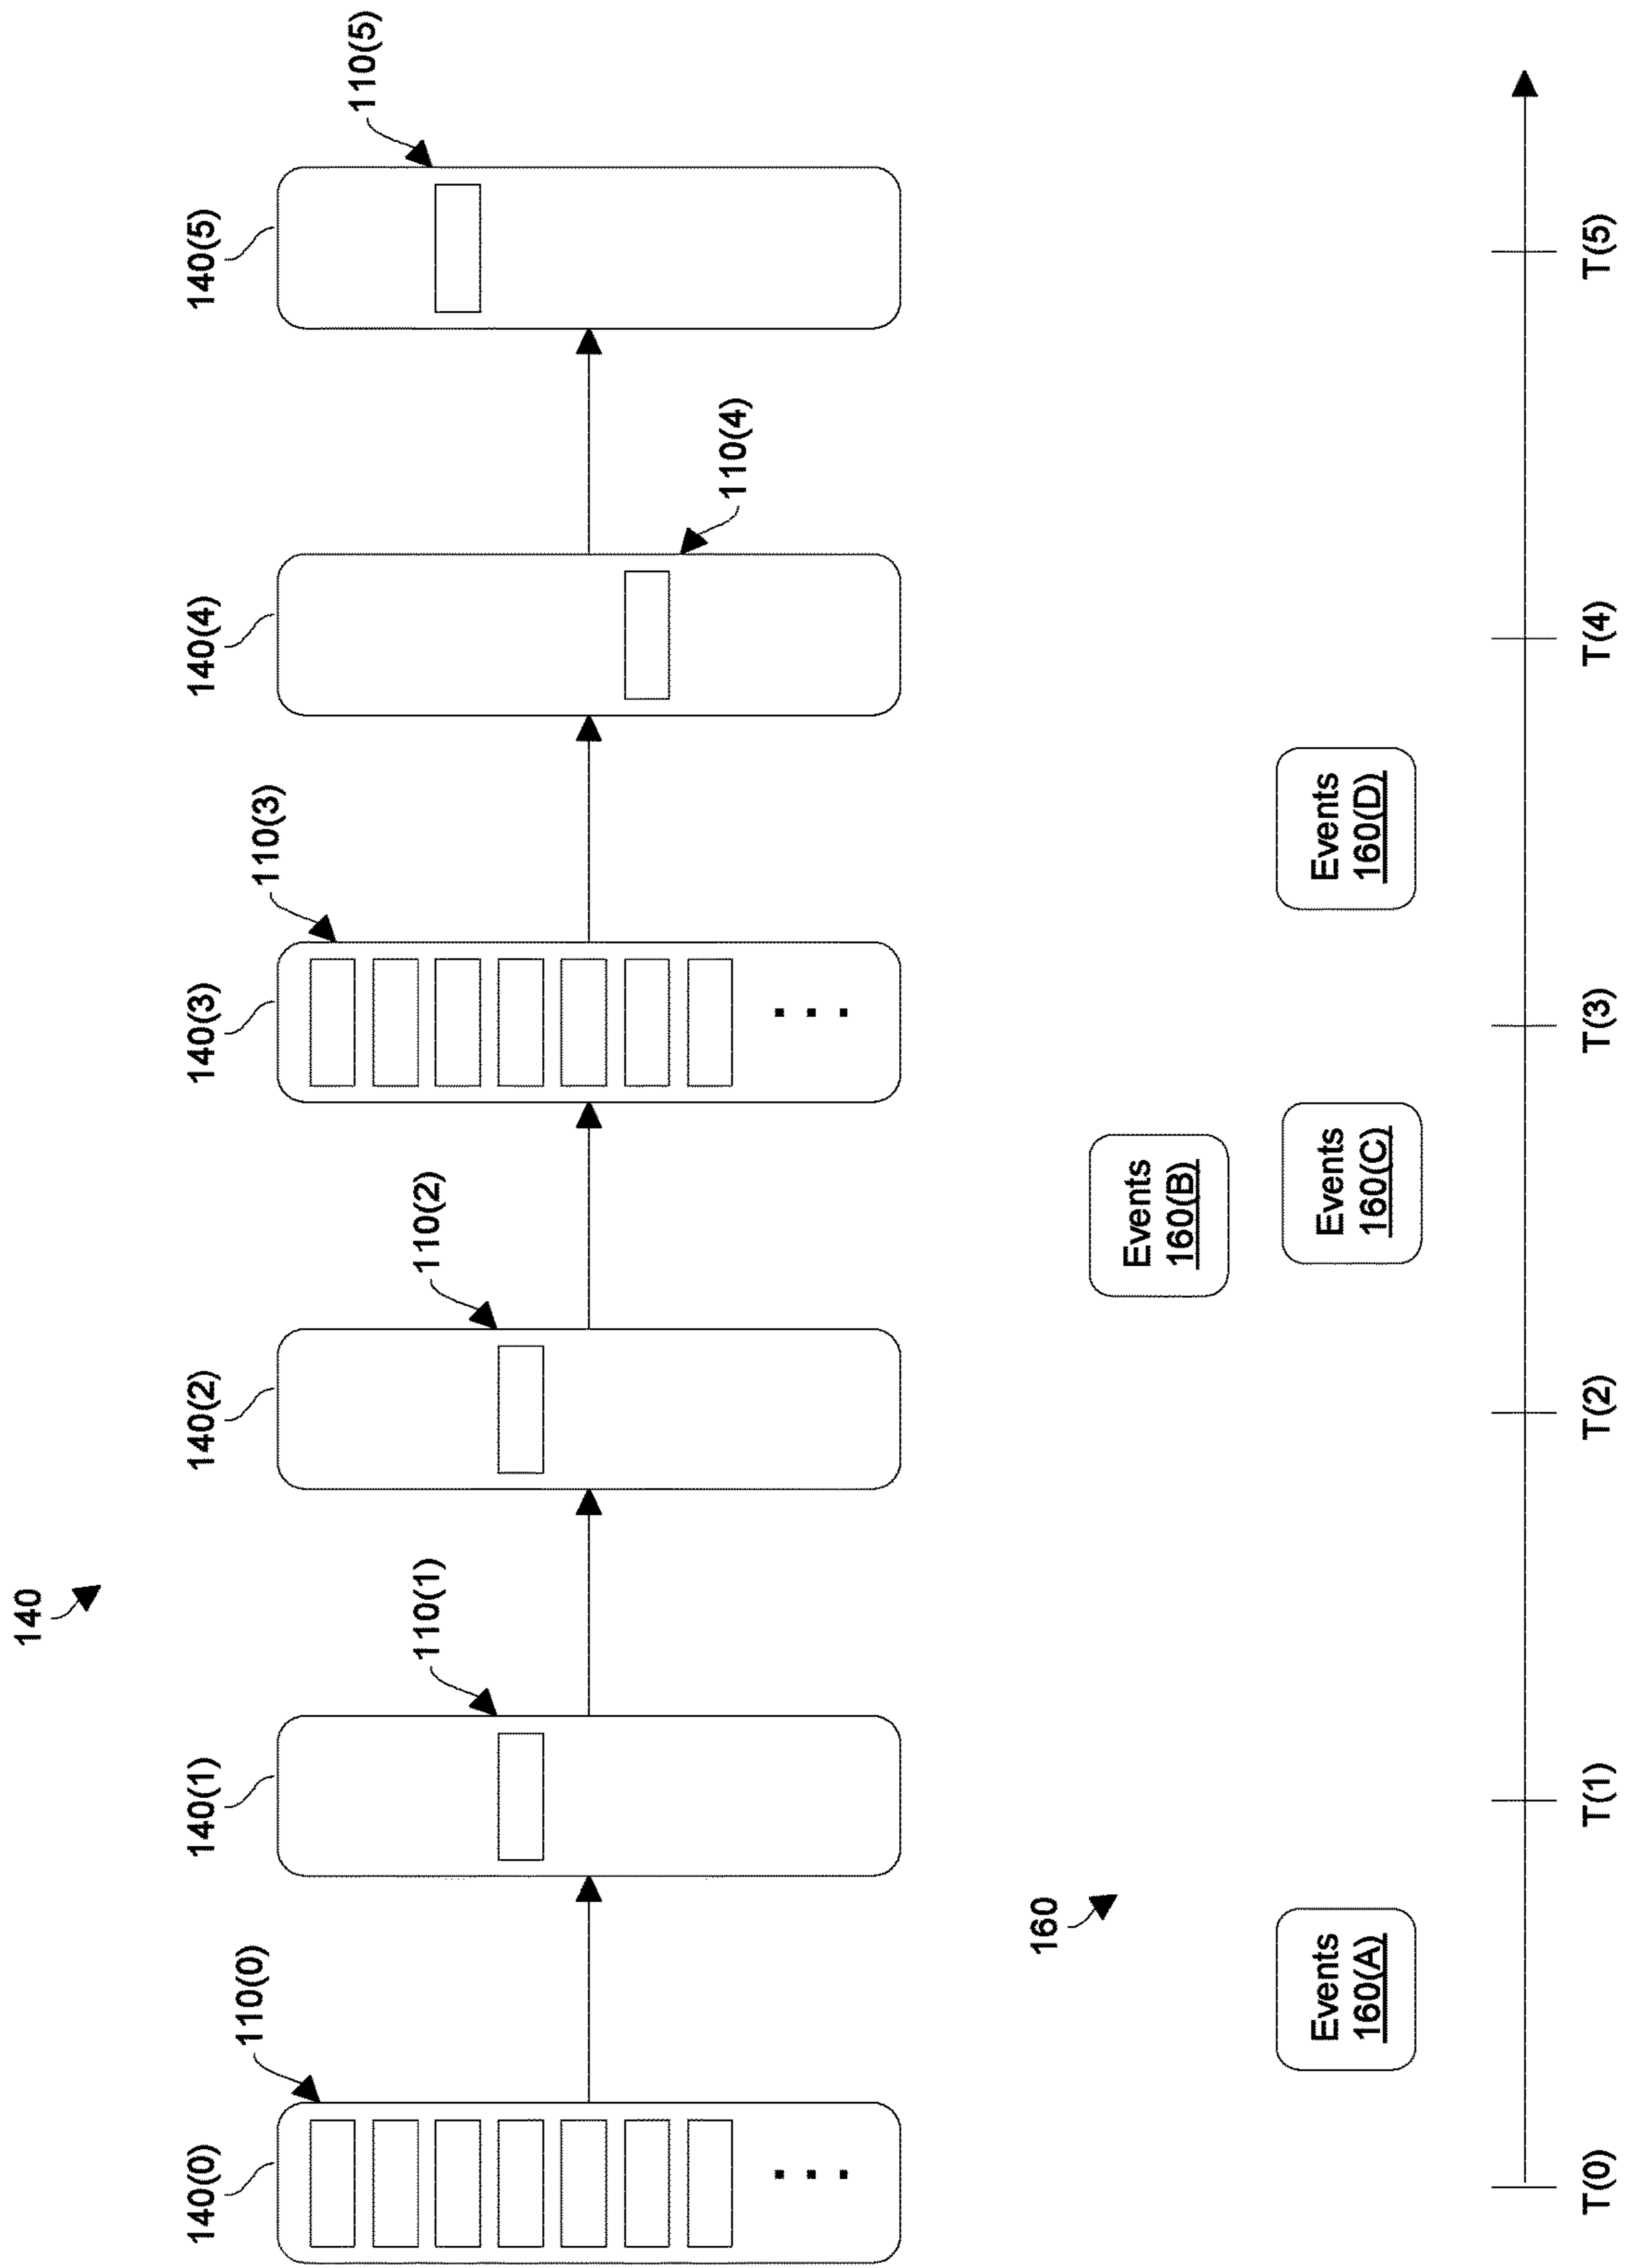 140
140(0)
140(1)
140(2)
140(3)
140(4)
140(5)
110(0)
110(1)
110(2)
110(3)
110(4)
110(5)
160
Events
160(A)
Events
160(B)
Events
160(C)
Events
160(D)
T(0)
T(1)
T(2)
T(3)
T(4)
T(5)